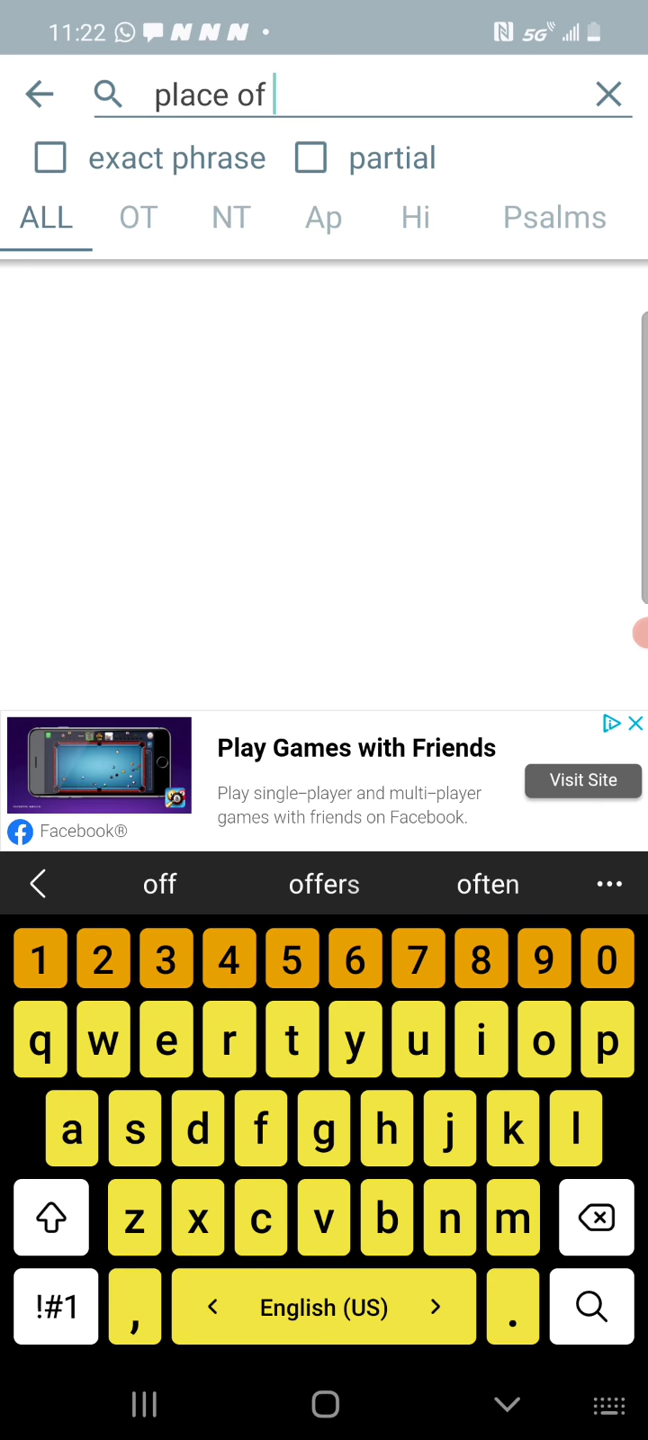 11:22 5G
place of
exact phrase partial
ALL OT NT Ap Hi Psalms
Play Games with Friends
Play single-player and multi-player
games with friends on Facebook.
Visit Site
Facebook®
off offers often
1 2 3 4 5 6 7 8 9 0
q w e r t y u i o p
a s d f g h j k l
z x c v b n m
!#1 , < English (US) > .